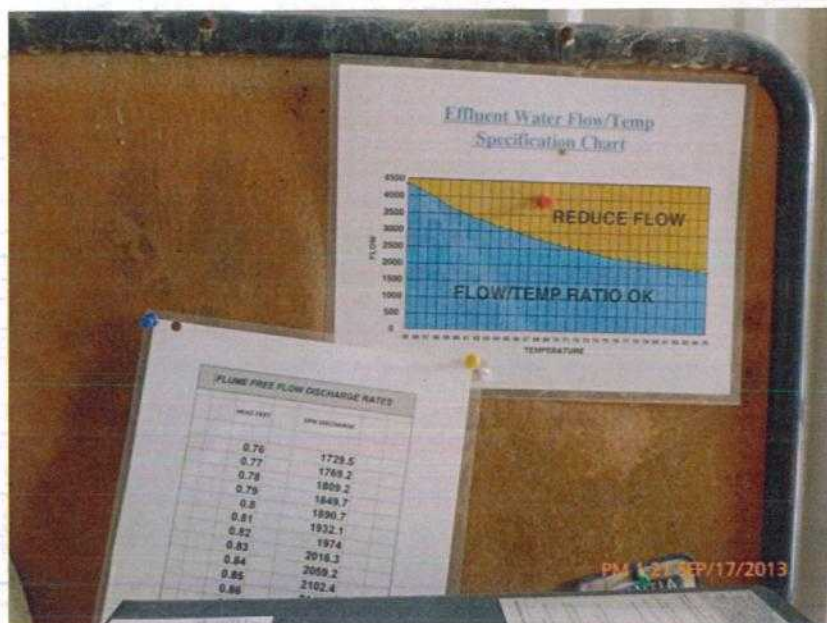 Effluent Water Flow/Temp
Specification Chart
4500
4000
3500
3000
2500
2000
1500
1000
500
0
FLOW
REDUCE FLOW
FLOW/TEMP RATIO OK
TEMPERATURE
FLUME FREE FLOW DISCHARGE RATES
HEAD FEET GPM DISCHARGE
0.76 1729.5
0.77 1769.2
0.78 1809.2
0.79 1849.7
0.8 1890.7
0.81 1932.1
0.82 1974
0.83 2016.3
0.84 2059.2
0.85 2102.4
0.86
PM 1:21 SEP/17/2013